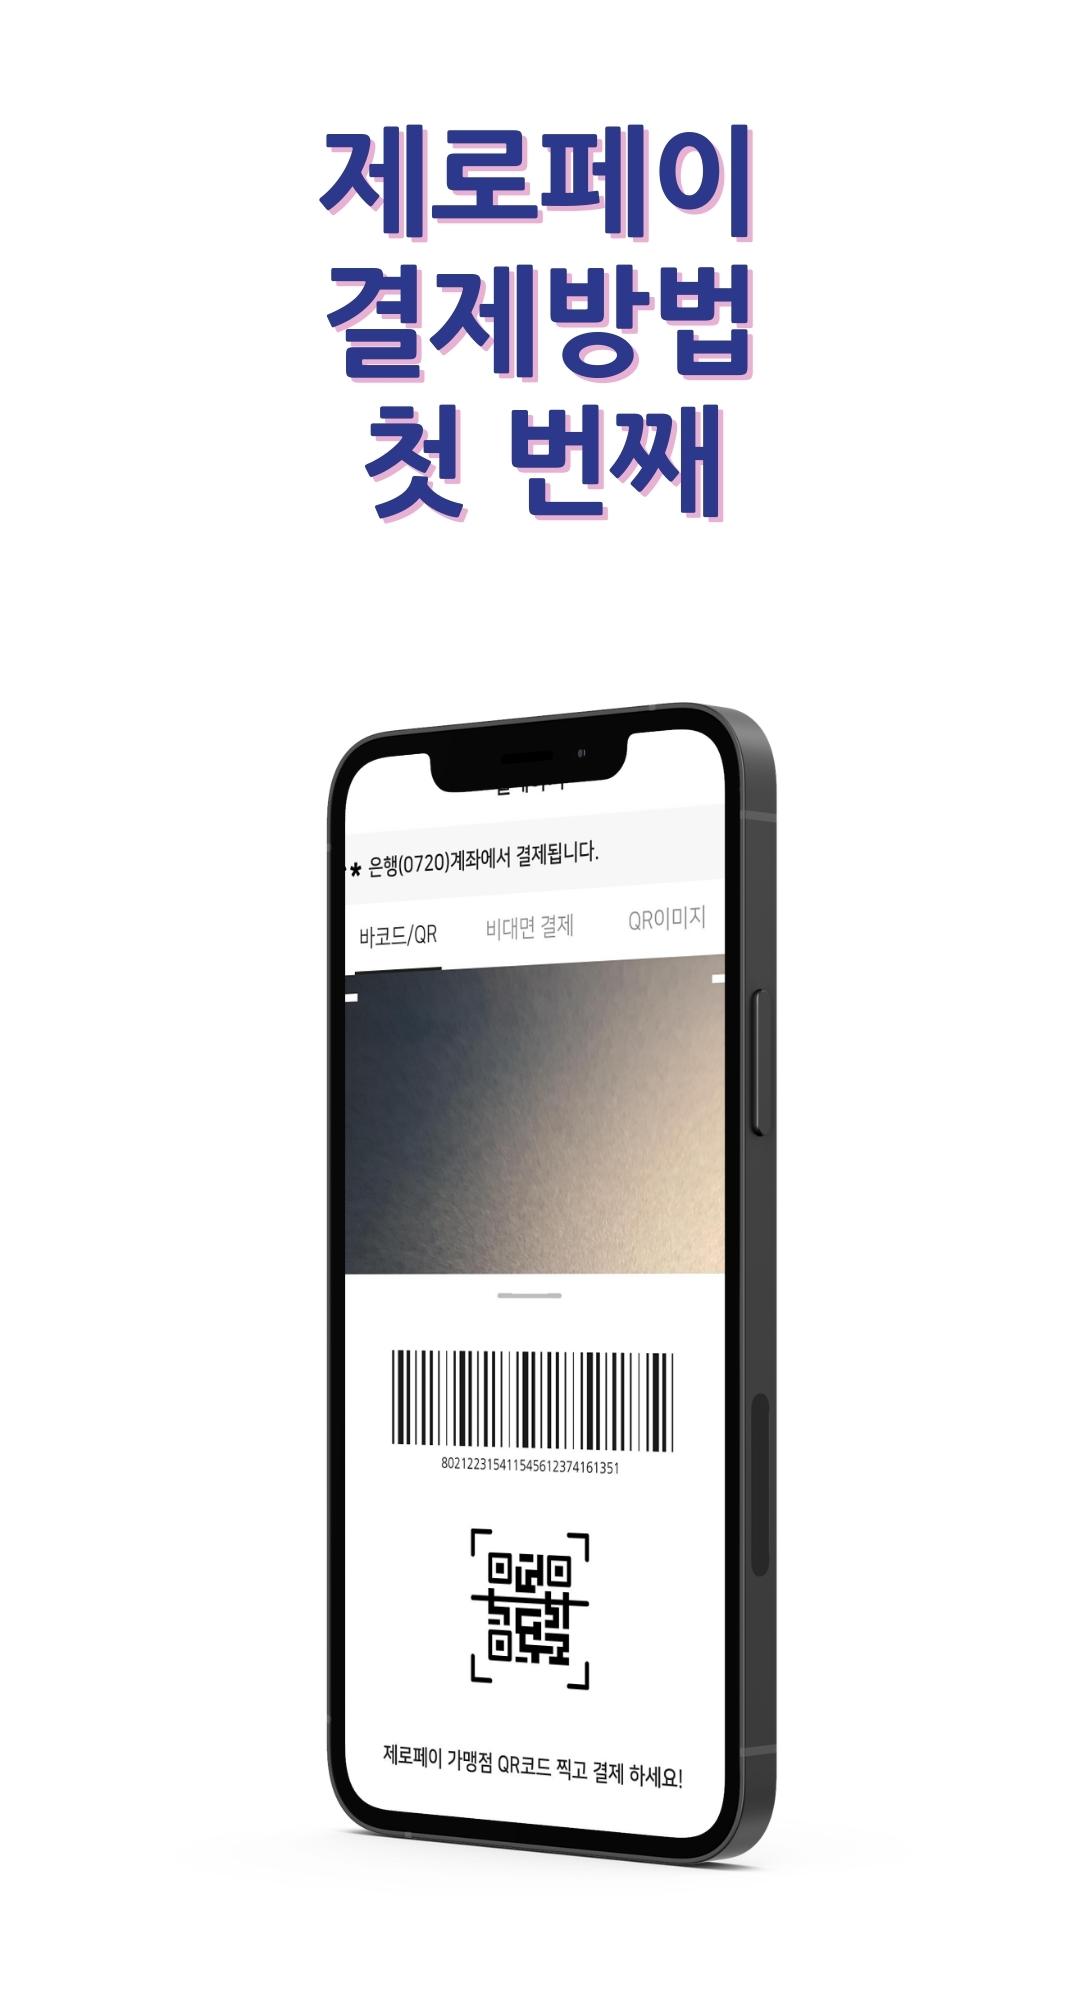 제로페이
결제방법
첫 번째
* 은행(0720)계좌에서 결제됩니다.
바코드/QR 비대면 결제 QR이미지
802122315411545612374161351
제로페이 가맹점 QR코드 찍고 결제 하세요!